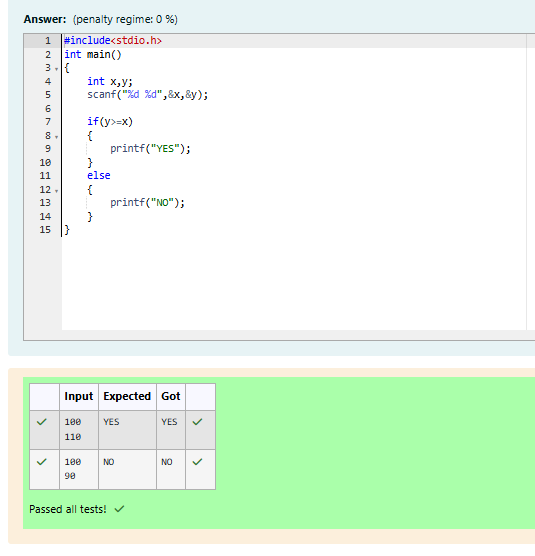 Answer: (penalty regime: 0 %)
1 #include<stdio.h>
2 int main()
3 {
4     int x,y;
5     scanf("%d %d",&x,&y);
6
7     if(y>=x)
8     {
9         printf("YES");
10     }
11     else
12     {
13         printf("NO");
14     }
15 }
Input Expected Got
100 YES YES
110
100 NO NO
90
Passed all tests!